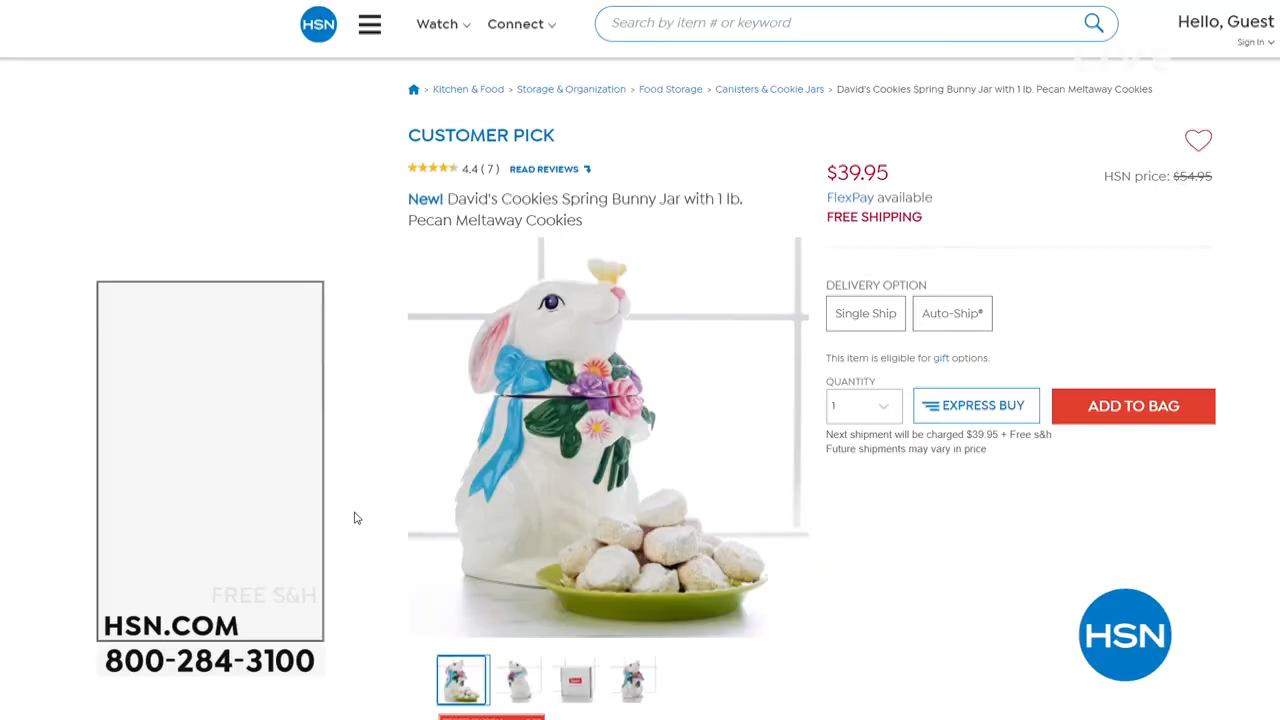 HSN
Watch
Connect
Search by item # or keyword
Hello, Guest
Sign In
LIVE
> Kitchen & Food > Storage & Organization > Food Storage > Canisters & Cookie Jars > David's Cookies Spring Bunny Jar with 1 lb. Pecan Meltaway Cookies
CUSTOMER PICK
4.4 ( 7 ) READ REVIEWS
New! David's Cookies Spring Bunny Jar with 1 lb.
Pecan Meltaway Cookies
$39.95
HSN price: $54.95
FlexPay available
FREE SHIPPING
DELIVERY OPTION
Single Ship
Auto-Ship®
This item is eligible for gift options.
QUANTITY
1
EXPRESS BUY
ADD TO BAG
Next shipment will be charged $39.95 + Free s&h
Future shipments may vary in price
FREE S&H
HSN.COM
800-284-3100
HSN